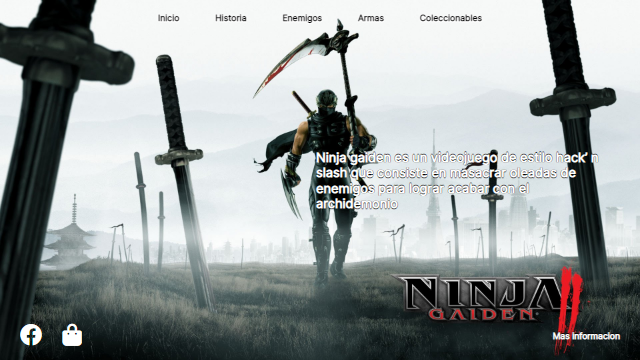 Inicio Historia Enemigos Armas Coleccionables
Ninja gaiden es un videojuego de estilo hack' n
slash que consiste en masacrar oleadas de
enemigos para lograr acabar con el
archidemonio
NINJA II
GAIDEN
Mas informacion